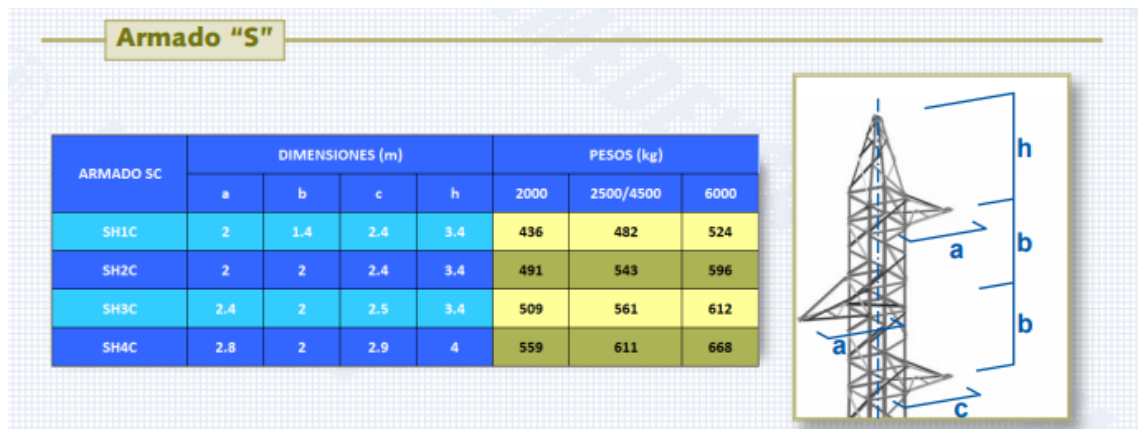 Armado "S"
ARMADO SC DIMENSIONES (m) PESOS (kg)
a b c h 2000 2500/4500 6000
SH1C 2 1.4 2.4 3.4 436 482 524
SH2C 2 2 2.4 3.4 491 543 596
SH3C 2.4 2 2.5 3.4 509 561 612
SH4C 2.8 2 2.9 4 559 611 668
h
a b
a b
c